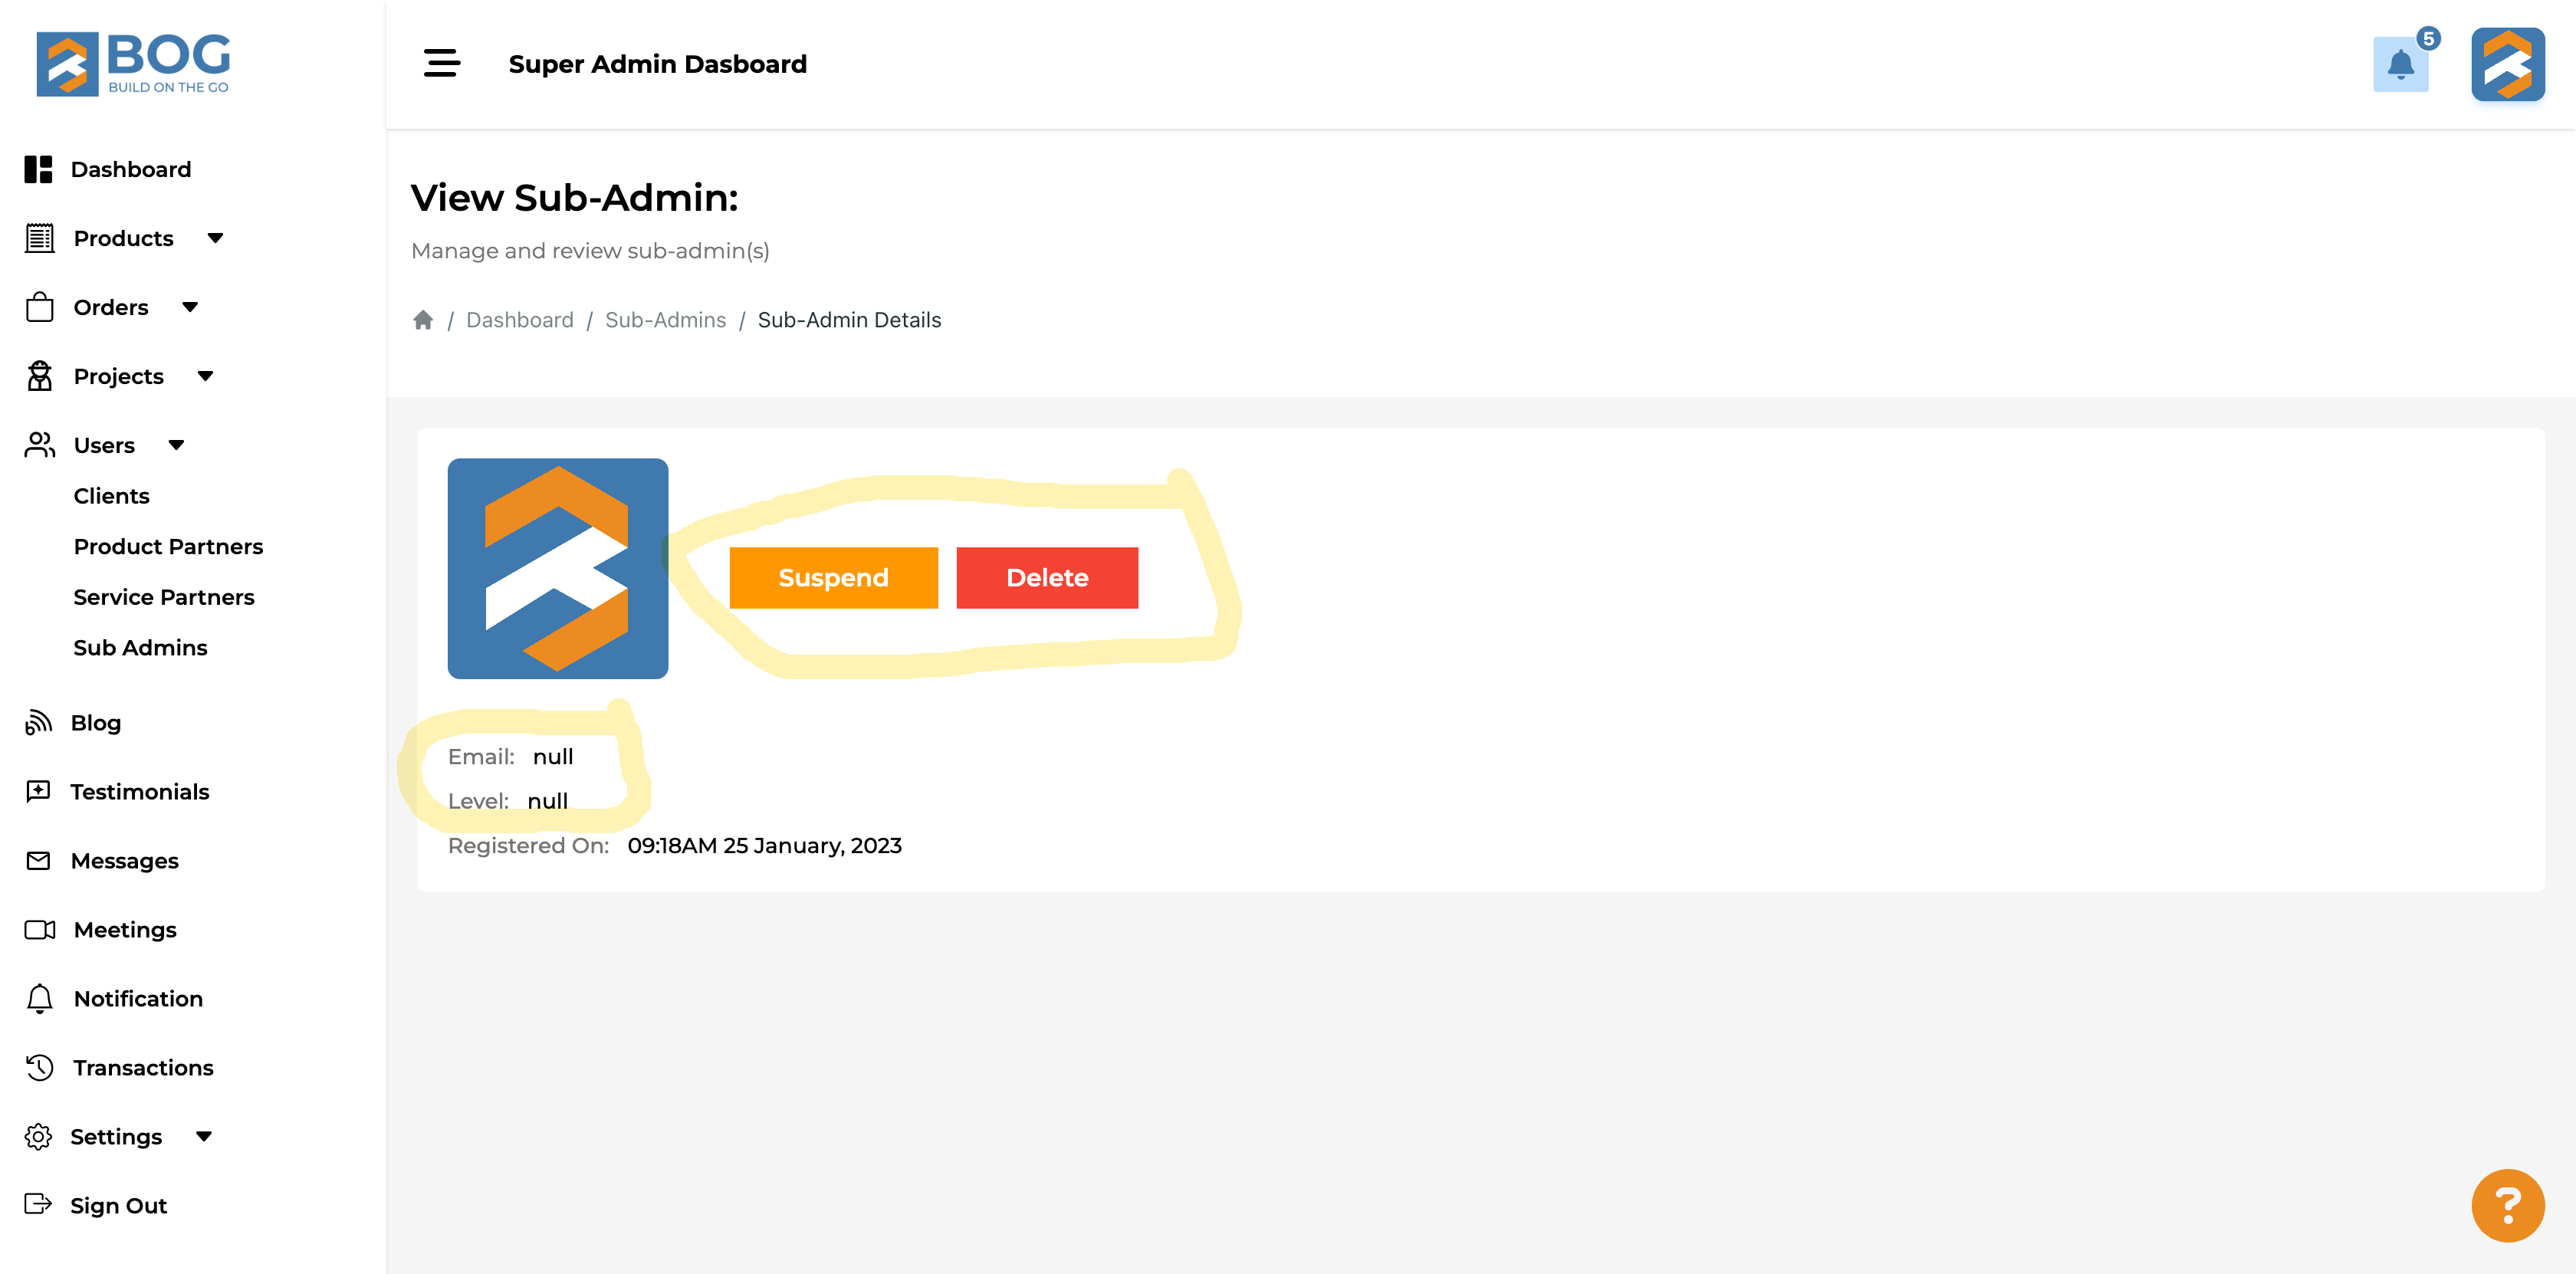 BOG
BUILD ON THE GO
Super Admin Dasboard
5
Dashboard
Products
Orders
Projects
Users
Clients
Product Partners
Service Partners
Sub Admins
Blog
Testimonials
Messages
Meetings
Notification
Transactions
Settings
Sign Out
View Sub-Admin:
Manage and review sub-admin(s)
/ Dashboard / Sub-Admins / Sub-Admin Details
Suspend Delete
Email: null
Level: null
Registered On: 09:18AM 25 January, 2023
?